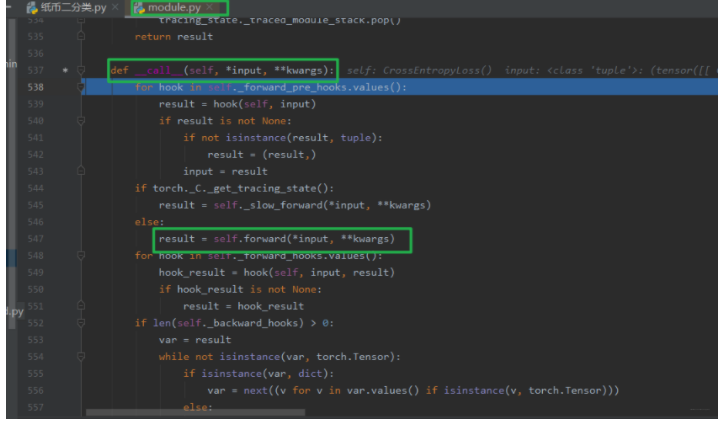 纸币二分类.py × module.py ×
534 tracing_state._traced_module_stack.pop()
535 return result
536
537 def __call__(self, *input, **kwargs): self: CrossEntropyLoss() input: <class 'tuple'>: (tensor([[
538 for hook in self._forward_pre_hooks.values():
539 result = hook(self, input)
540 if result is not None:
541 if not isinstance(result, tuple):
542 result = (result,)
543 input = result
544 if torch._C._get_tracing_state():
545 result = self._slow_forward(*input, **kwargs)
546 else:
547 result = self.forward(*input, **kwargs)
548 for hook in self._forward_hooks.values():
549 hook_result = hook(self, input, result)
550 if hook_result is not None:
551 result = hook_result
552 if len(self._backward_hooks) > 0:
553 var = result
554 while not isinstance(var, torch.Tensor):
555 if isinstance(var, dict):
556 var = next((v for v in var.values() if isinstance(v, torch.Tensor)))
557 else: